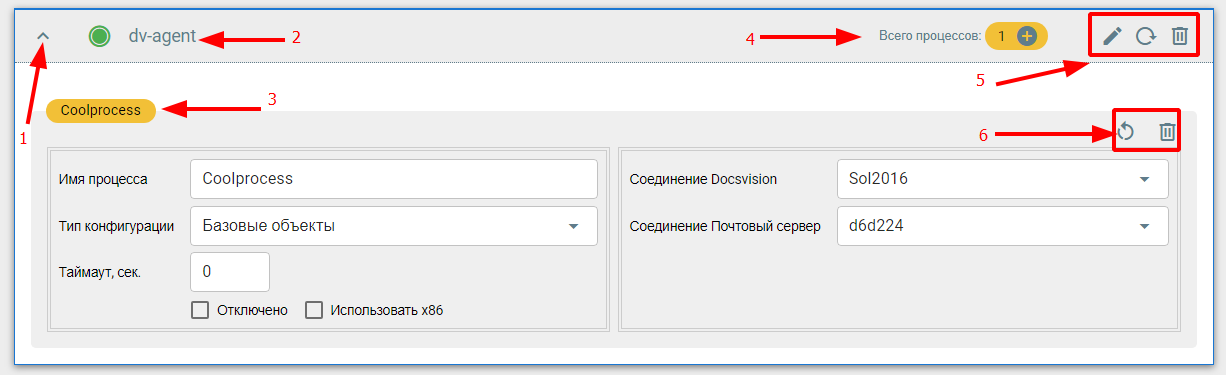 dv-agent
2
4
Всего процессов:
1
5
1
Coolprocess
3
6
Имя процесса
Coolprocess
Тип конфигурации
Базовые объекты
Таймаут, сек.
0
Отключено
Использовать x86
Соединение Docsvision
Sol2016
Соединение Почтовый сервер
d6d224